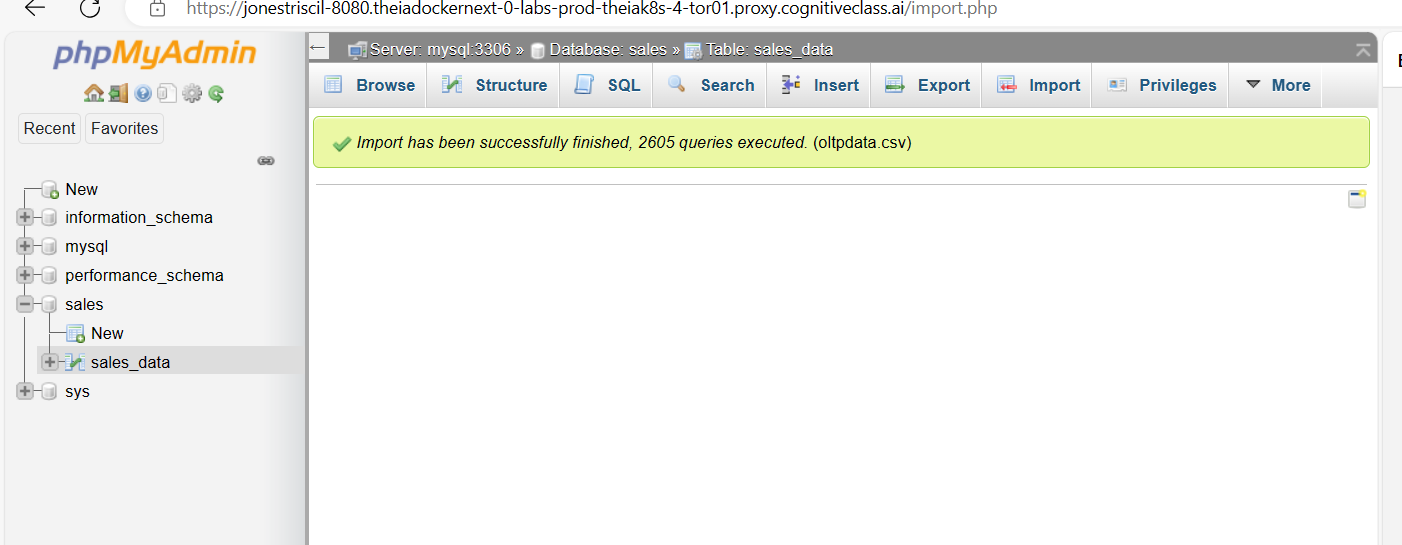 https://jonestriscil-8080.theiadockernext-0-labs-prod-theiak8s-4-tor01.proxy.cognitiveclass.ai/import.php
phpMyAdmin
Recent Favorites
New
information_schema
mysql
performance_schema
sales
New
sales_data
sys
Server: mysql:3306 » Database: sales » Table: sales_data
Browse Structure SQL Search Insert Export Import Privileges More
Import has been successfully finished, 2605 queries executed. (oltpdata.csv)